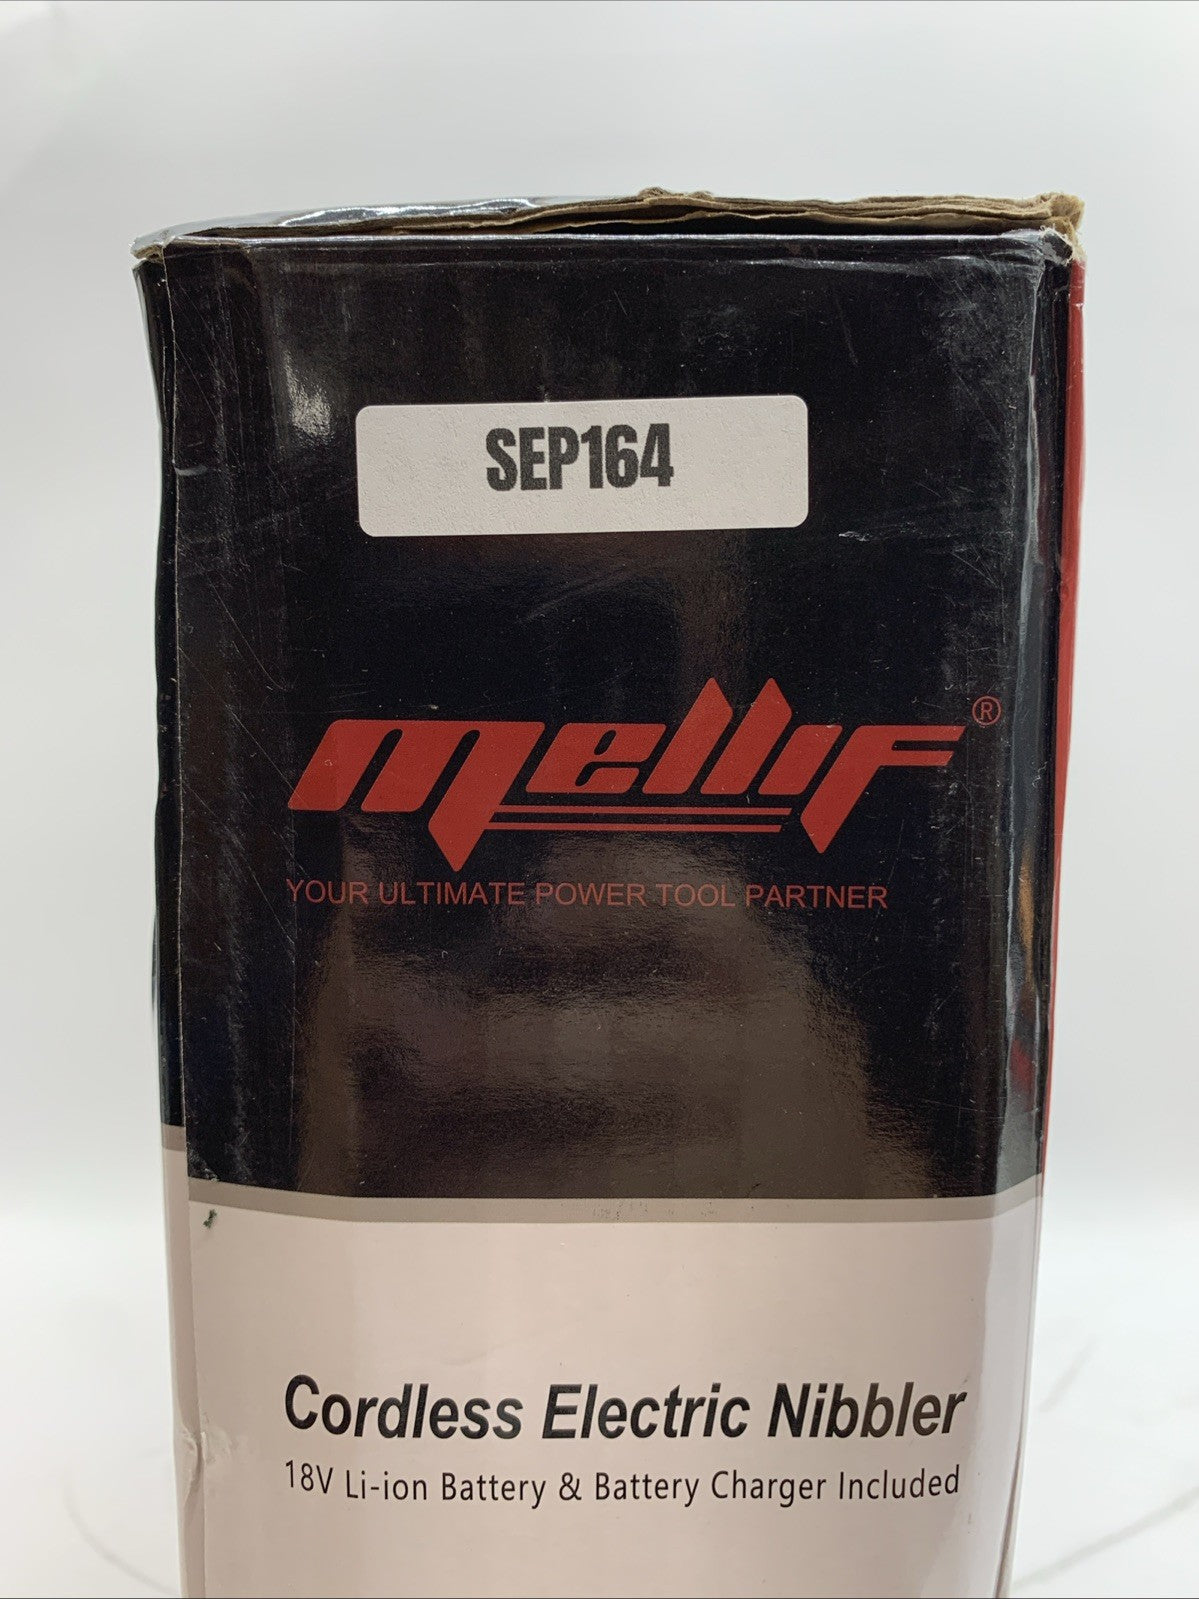 SEP164
mellif®
YOUR ULTIMATE POWER TOOL PARTNER
Cordless Electric Nibbler
18V Li-ion Battery & Battery Charger Included